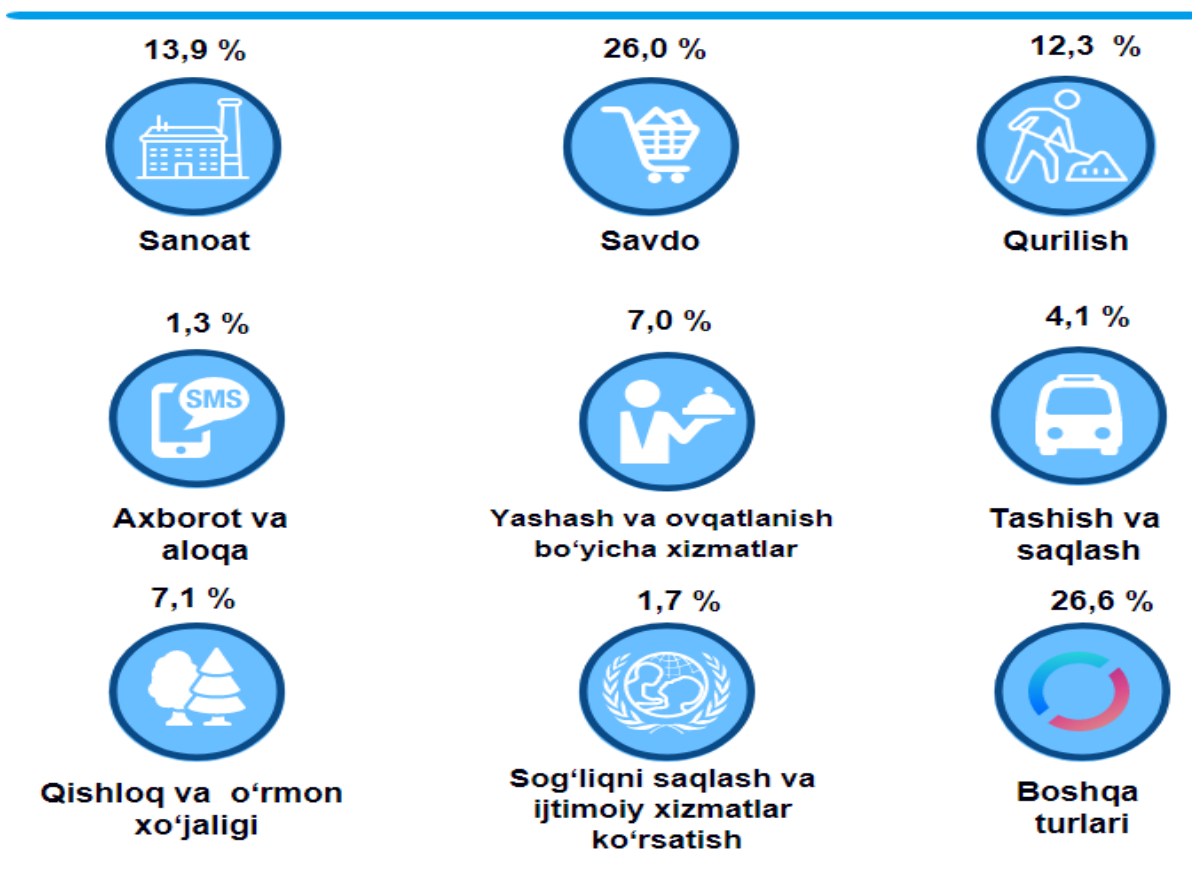 13,9 %
26,0 %
12,3 %
Sanoat
Savdo
Qurilish
1,3 %
7,0 %
4,1 %
SMS
Axborot va
aloqa
Yashash va ovqatlanish
bo‘yicha xizmatlar
Tashish va
saqlash
7,1 %
1,7 %
26,6 %
Qishloq va o‘rmon
xo‘jaligi
Sog‘liqni saqlash va
ijtimoiy xizmatlar
ko‘rsatish
Boshqa
turlari